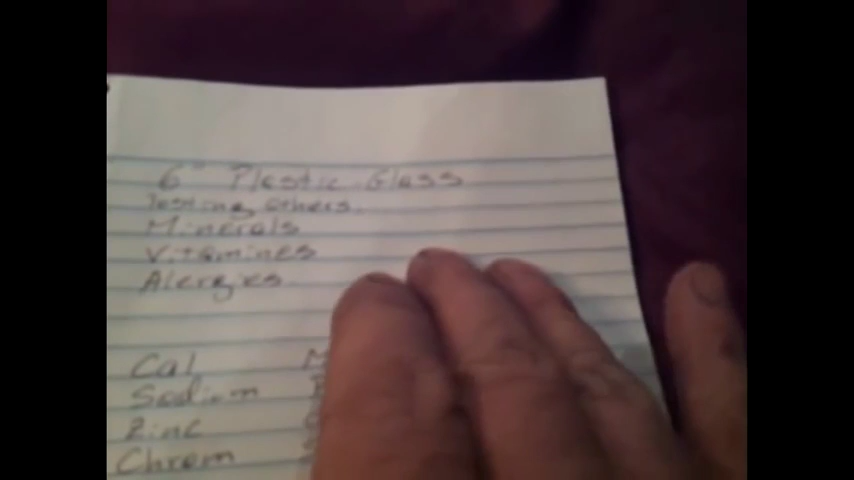 6" Plastic-Glass
Testing others.
Minerals
Vitamines
Alergies
Cal M
Sodium
Zinc
Chrom